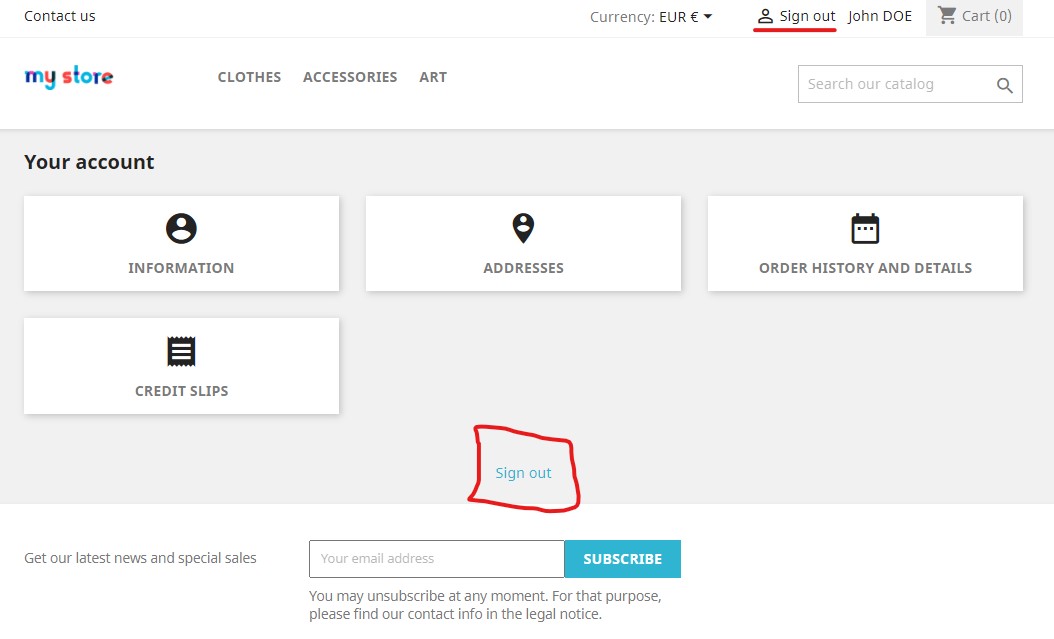 Contact us
Currency: EUR €
Sign out
John DOE
Cart (0)
my store
CLOTHES
ACCESSORIES
ART
Search our catalog
Your account
INFORMATION
ADDRESSES
ORDER HISTORY AND DETAILS
CREDIT SLIPS
Sign out
Get our latest news and special sales
Your email address
SUBSCRIBE
You may unsubscribe at any moment. For that purpose,
please find our contact info in the legal notice.